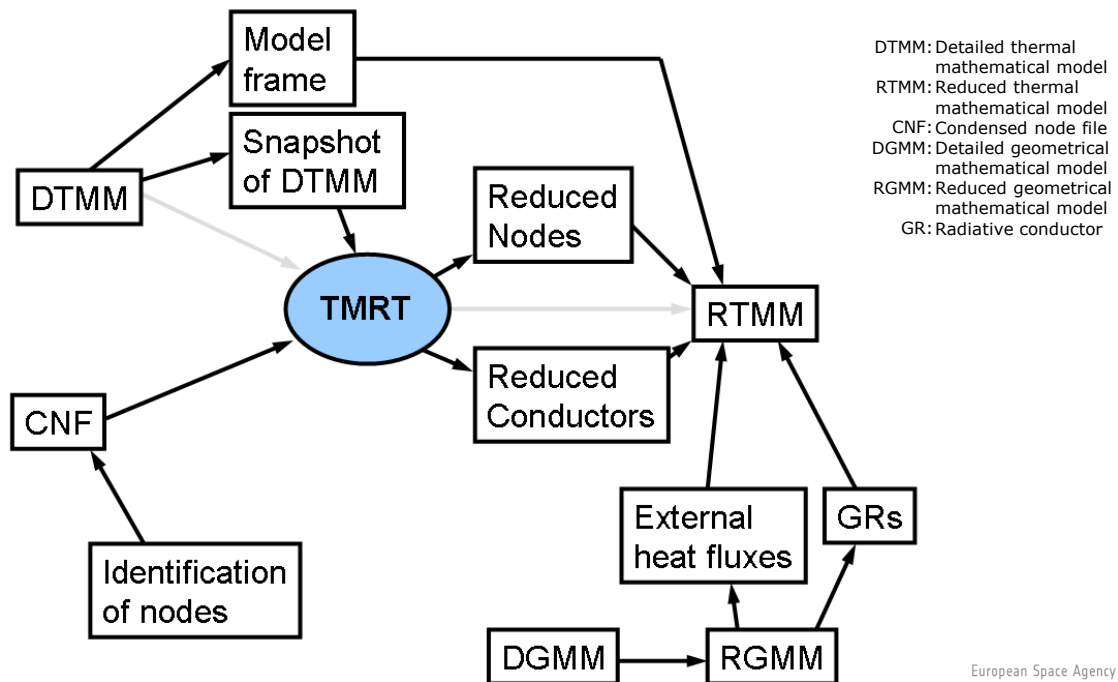 Model
frame
Snapshot
of DTMM
DTMM
Reduced
Nodes
TMRT
RTMM
Reduced
Conductors
CNF
Identification
of nodes
External
heat fluxes
GRs
DGMM
RGMM
DTMM: Detailed thermal
mathematical model
RTMM: Reduced thermal
mathematical model
CNF: Condensed node file
DGMM: Detailed geometrical
mathematical model
RGMM: Reduced geometrical
mathematical model
GR: Radiative conductor
European Space Agency